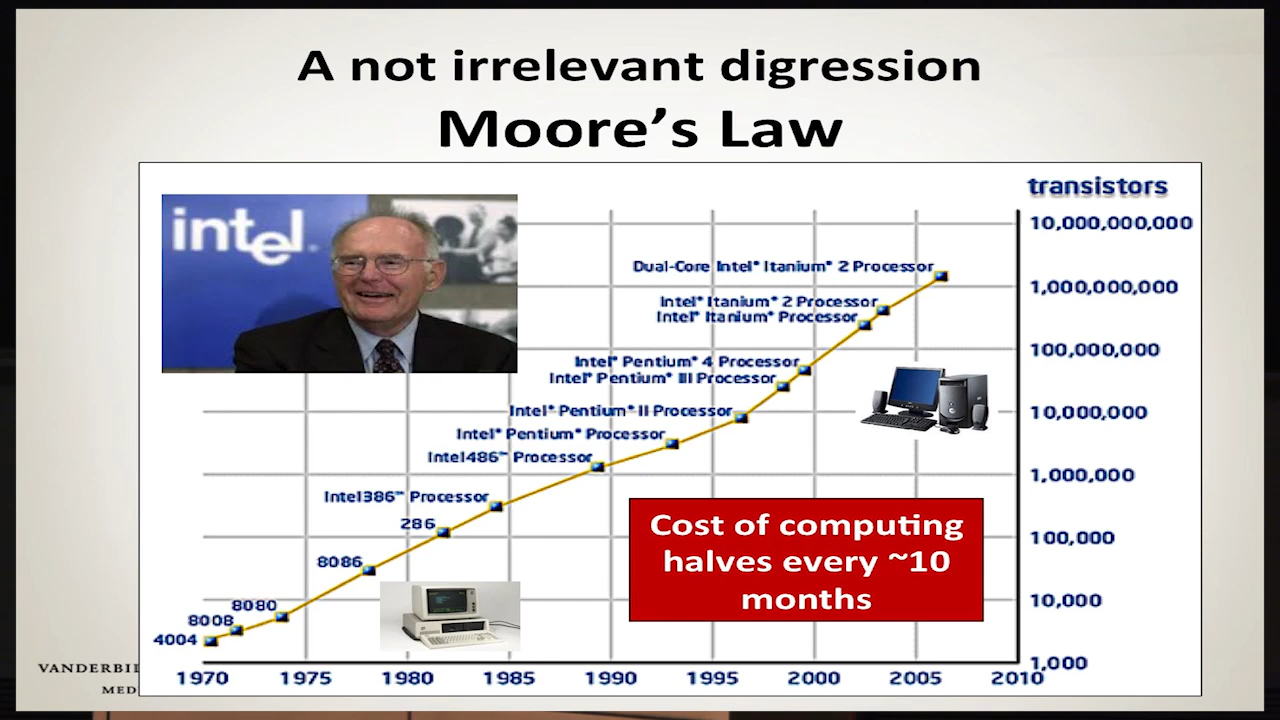 A not irrelevant digression
Moore's Law
intel
transistors
10,000,000,000
Dual-Core Intel® Itanium® 2 Processor
1,000,000,000
Intel® Itanium® 2 Processor
Intel® Itanium® Processor
100,000,000
Intel® Pentium® 4 Processor
Intel® Pentium® III Processor
10,000,000
Intel® Pentium® II Processor
Intel® Pentium® Processor
Intel486™ Processor
1,000,000
Intel386™ Processor
286
100,000
8086
Cost of computing
halves every ~10
months
10,000
8080
8008
4004
1,000
VANDERBIL
MED
1970 1975 1980 1985 1990 1995 2000 2005 2010